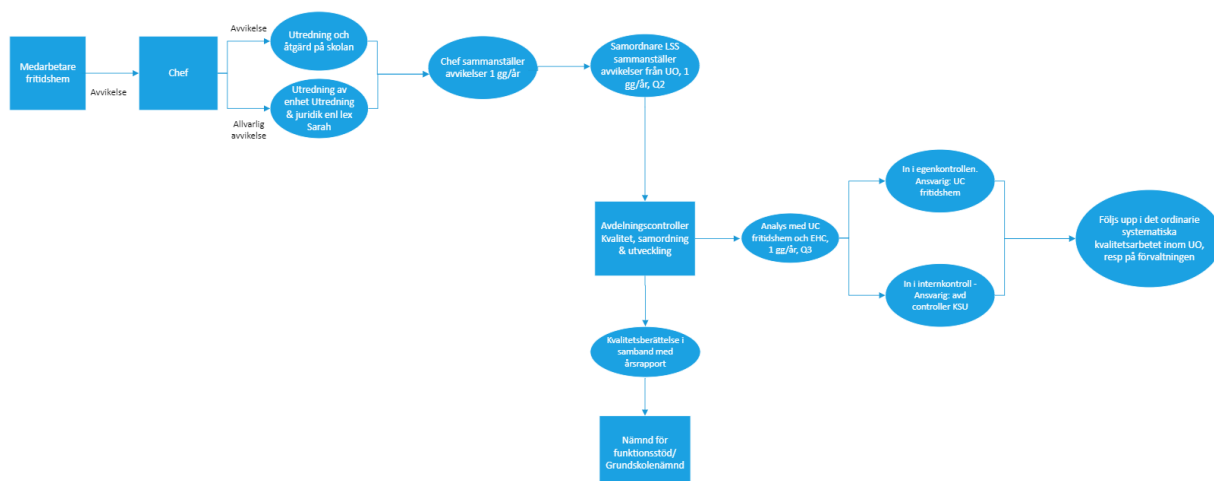 Medarbetare
fritidshem
Avvikelse
Chef
Avvikelse
Allvarlig
avvikelse
Utredning och
åtgärd på skolan
Utredning av
enhet Utredning
& juridik enl lex
Sarah
Chef sammanställer
avvikelser 1 gg/år
Samordnare LSS
sammanställer
avvikelser från UO, 1
gg/år, Q2
Avdelningscontroller
Kvalitet, samordning
& utveckling
Analys med UC
fritidshem och EHC,
1 gg/år, Q3
In i egenkontrollen.
Ansvarig: UC
fritidshem
In i internkontroll -
Ansvarig: avd
controller KSU
Följs upp i det ordinarie
systematiska
kvalitetsarbetet inom UO,
resp på förvaltningen
Kvalitetsberättelse i
samband med
årsrapport
Nämnd för
funktionsstöd/
Grundskolenämnd